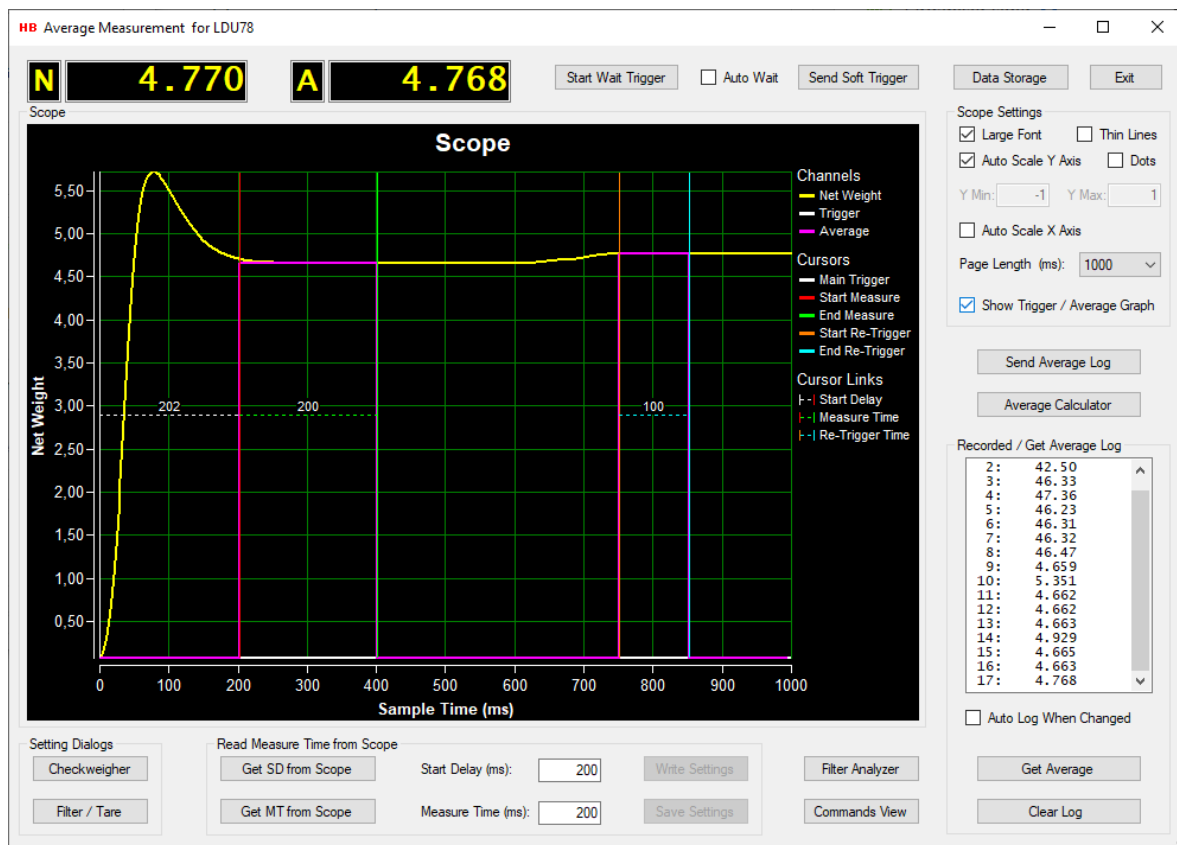 HB Average Measurement for LDU78
N 4.770 A 4.768 Start Wait Trigger Auto Wait Send Soft Trigger Data Storage Exit
Scope
Scope
5,50
5,00
4,50
4,00
3,50
3,00
2,50
2,00
1,50
1,00
0,50
Net Weight
202 200 100
0 100 200 300 400 500 600 700 800 900 1000
Sample Time (ms)
Channels
Net Weight
Trigger
Average
Cursors
Main Trigger
Start Measure
End Measure
Start Re-Trigger
End Re-Trigger
Cursor Links
Start Delay
Measure Time
Re-Trigger Time
Scope Settings
Large Font Thin Lines
Auto Scale Y Axis Dots
Y Min: -1 Y Max: 1
Auto Scale X Axis
Page Length (ms): 1000
Show Trigger / Average Graph
Send Average Log
Average Calculator
Recorded / Get Average Log
2: 42.50
3: 46.33
4: 47.36
5: 46.23
6: 46.31
7: 46.32
8: 46.47
9: 4.659
10: 5.351
11: 4.662
12: 4.662
13: 4.663
14: 4.929
15: 4.665
16: 4.663
17: 4.768
Auto Log When Changed
Get Average
Clear Log
Setting Dialogs
Checkweigher
Filter / Tare
Read Measure Time from Scope
Get SD from Scope Start Delay (ms): 200 Write Settings
Get MT from Scope Measure Time (ms): 200 Save Settings
Filter Analyzer
Commands View